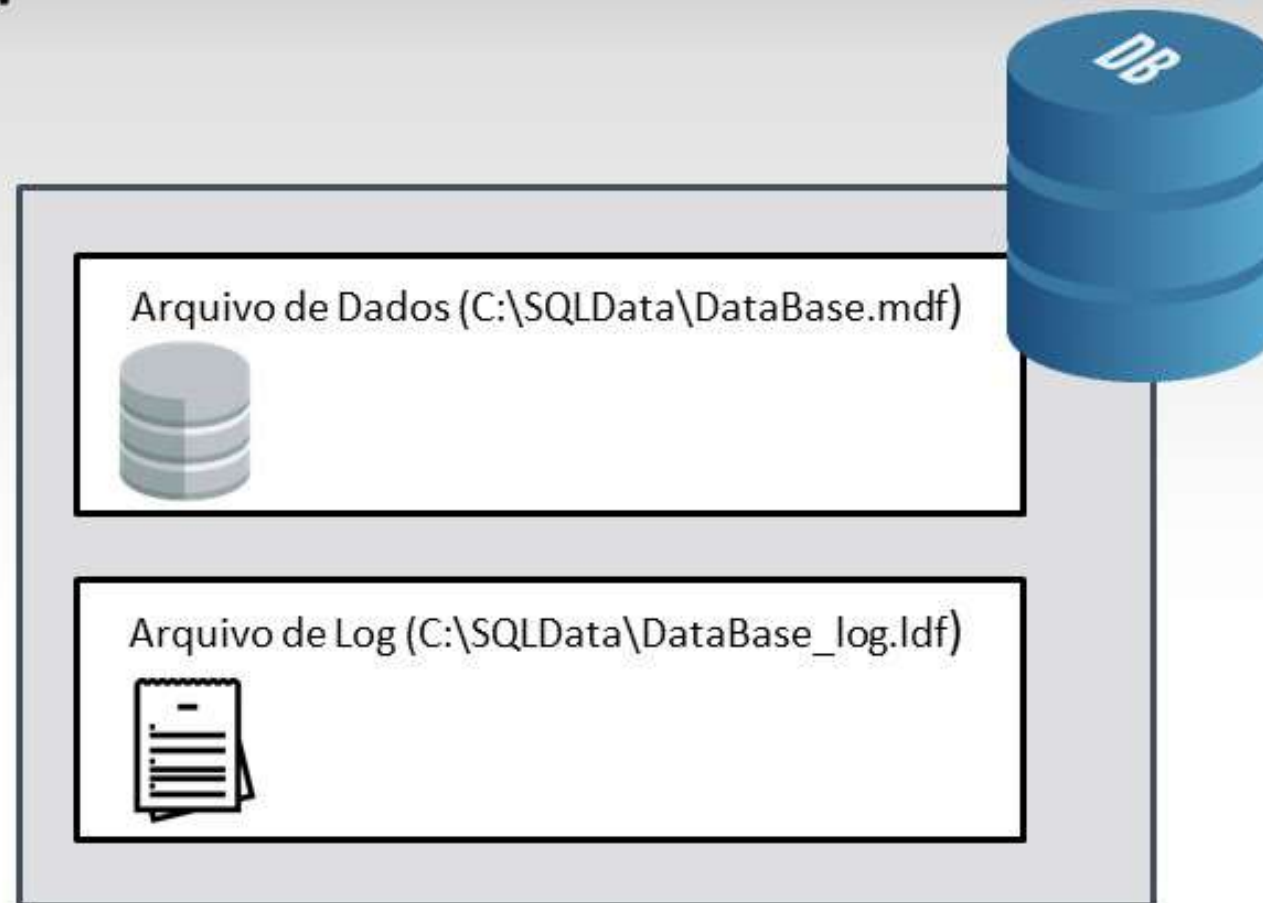 DB
Arquivo de Dados (C:\SQLData\DataBase.mdf)
Arquivo de Log (C:\SQLData\DataBase_log.ldf)